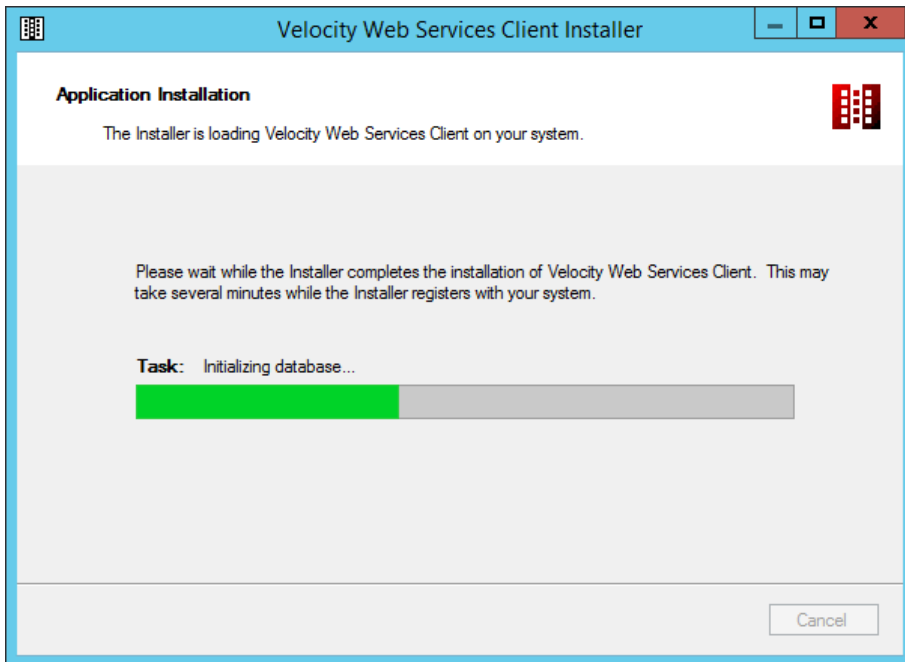 Velocity Web Services Client Installer
Application Installation
The Installer is loading Velocity Web Services Client on your system.
Please wait while the Installer completes the installation of Velocity Web Services Client.  This may
take several minutes while the Installer registers with your system.
Task:   Initializing database...
Cancel